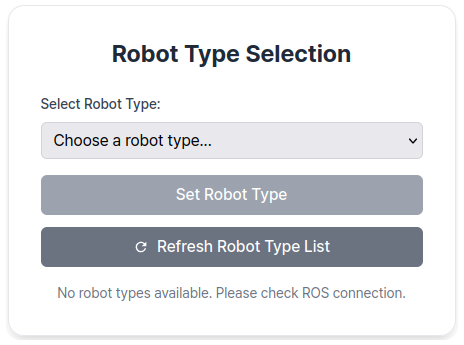 Robot Type Selection
Select Robot Type:
Choose a robot type...
Set Robot Type
Refresh Robot Type List
No robot types available. Please check ROS connection.